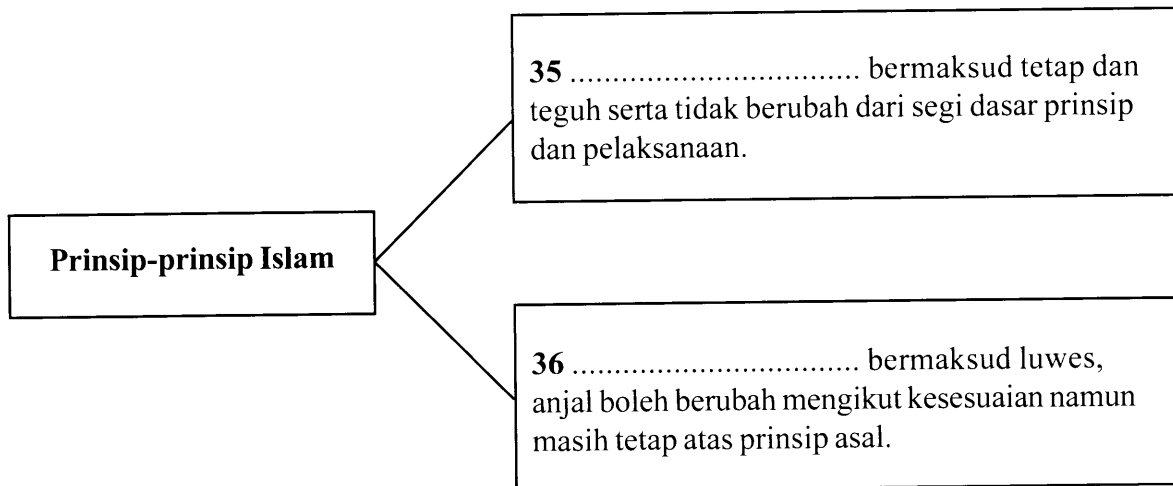 Prinsip-prinsip Islam
35 .................................. bermaksud tetap dan
teguh serta tidak berubah dari segi dasar prinsip
dan pelaksanaan.
36 .................................. bermaksud luwes,
anjal boleh berubah mengikut kesesuaian namun
masih tetap atas prinsip asal.